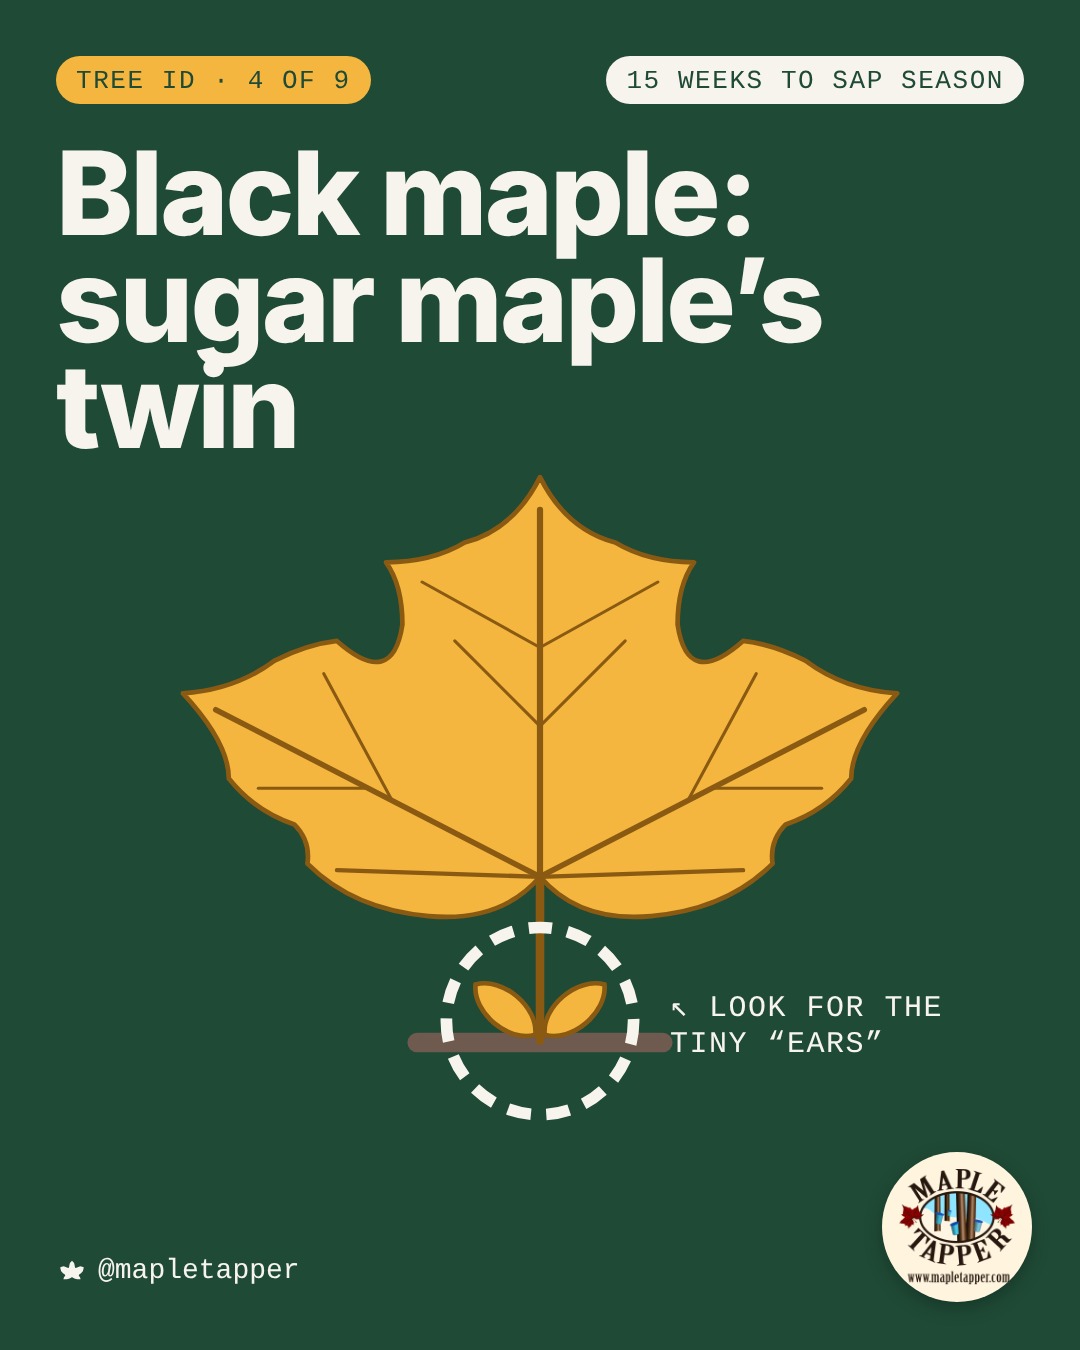 TREE ID · 4 OF 9
15 WEEKS TO SAP SEASON
Black maple:
sugar maple’s
twin
↖ LOOK FOR THE
TINY “EARS”
@mapletapper
MAPLE
TAPPER
www.mapletapper.com